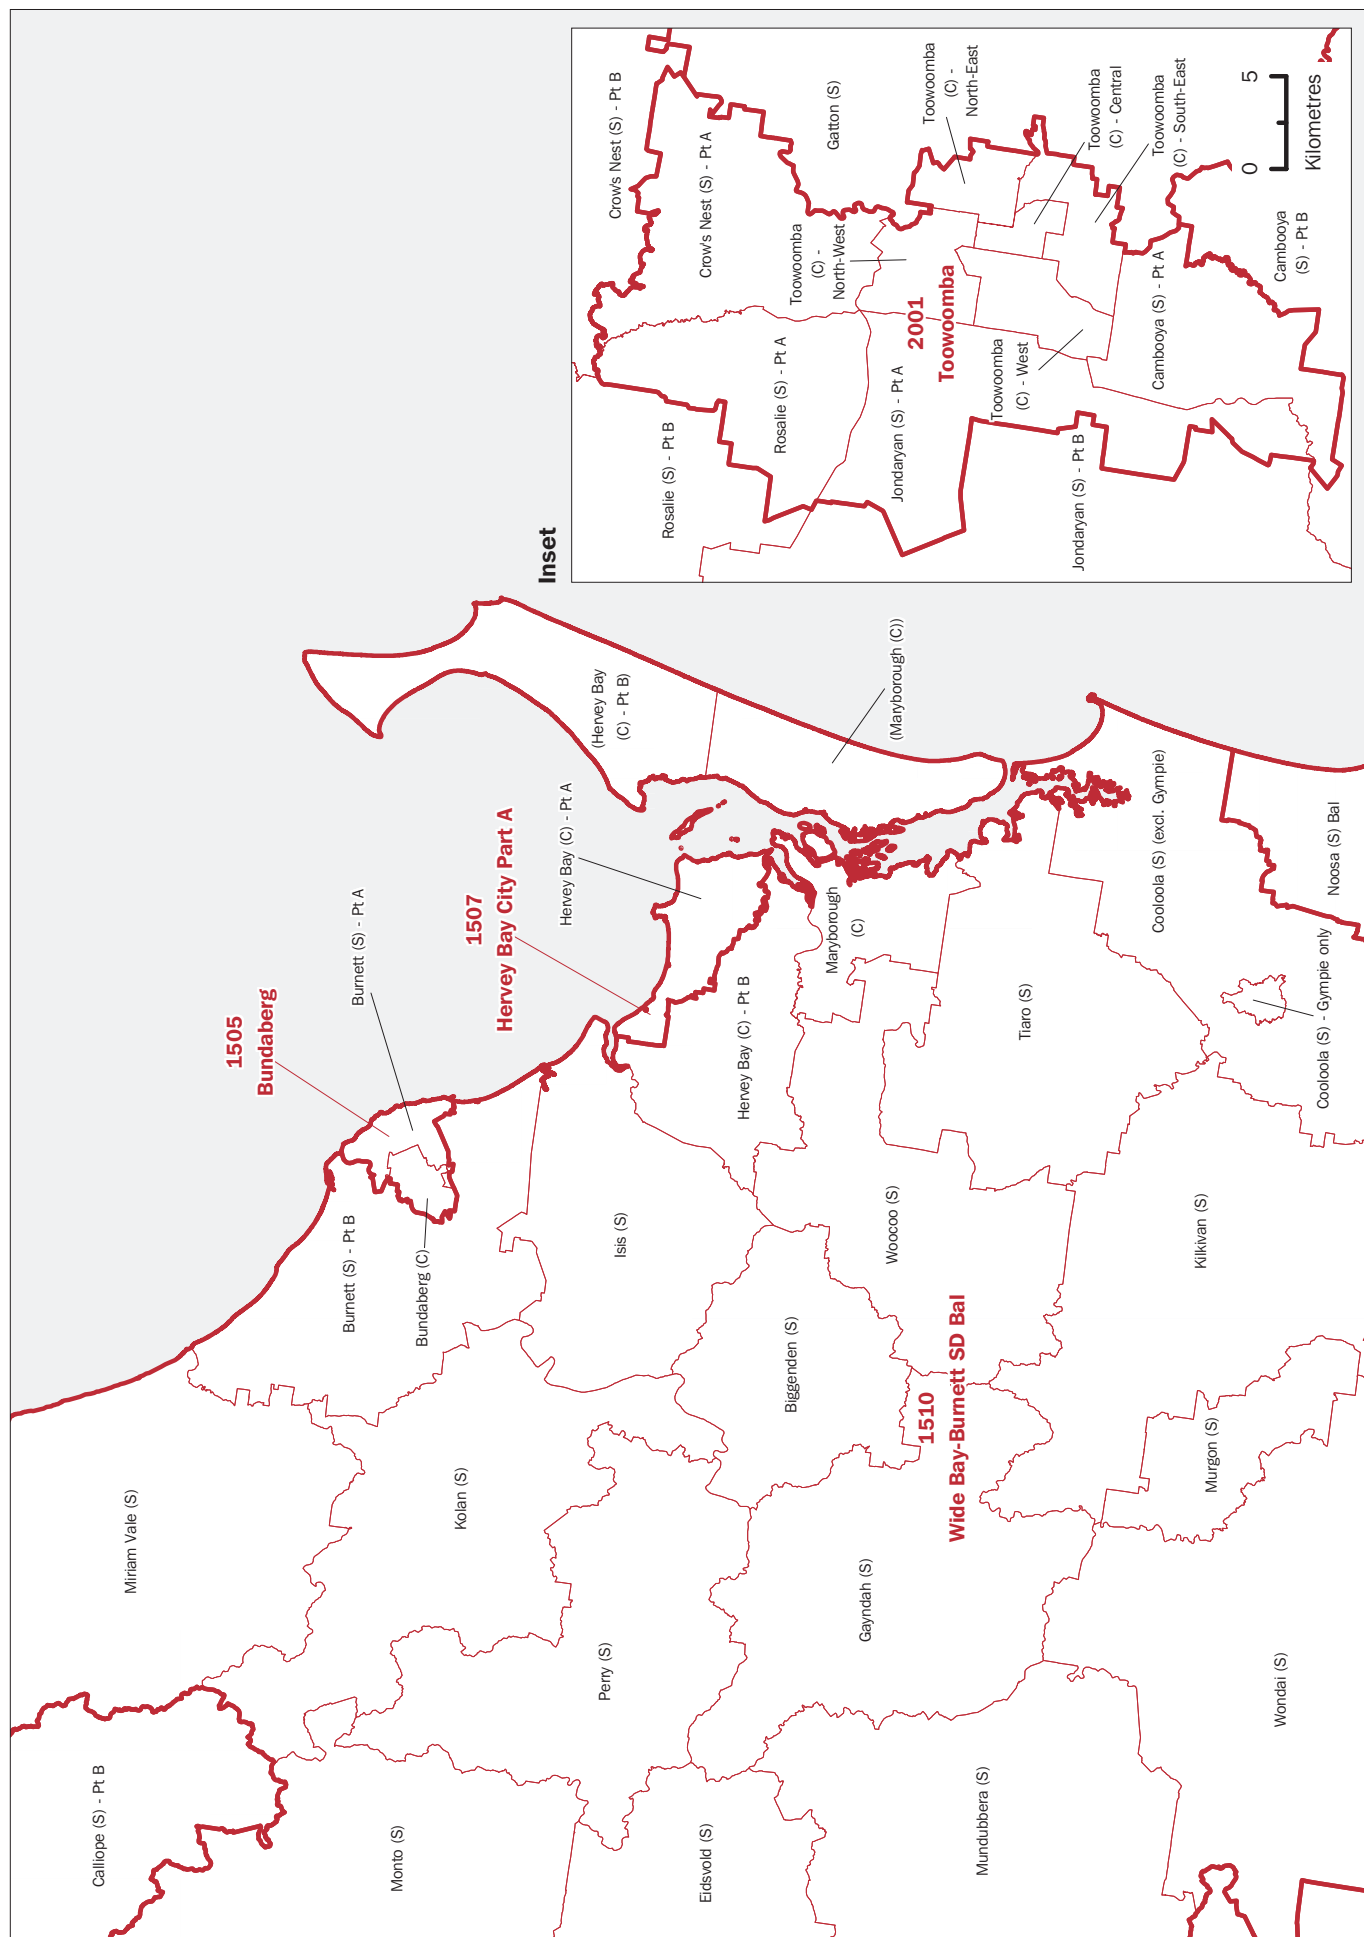 Calliope (S) - Pt B
Miriam Vale (S)
Monto (S)
Kolan (S)
Perry (S)
Eidsvold (S)
Mundubbera (S)
Gayndah (S)
Wondai (S)
Murgon (S)
Kilkivan (S)
Biggenden (S)
Isis (S)
Woocoo (S)
Tiaro (S)
1510
Wide Bay-Burnett SD Bal
Burnett (S) - Pt B
Bundaberg (C)
1505
Bundaberg
Burnett (S) - Pt A
1507
Hervey Bay City Part A
Hervey Bay (C) - Pt A
Hervey Bay (C) - Pt B
(Hervey Bay
(C) - Pt B)
Maryborough
(C)
(Maryborough (C))
Cooloola (S) (excl. Gympie)
Cooloola (S) - Gympie only
Noosa (S) Bal
Inset
Crow's Nest (S) - Pt B
Crow's Nest (S) - Pt A
Rosalie (S) - Pt B
Rosalie (S) - Pt A
Gatton (S)
Toowoomba
(C) -
North-West
Toowoomba
(C) -
North-East
Toowoomba
(C) - Central
Toowoomba
(C) - South-East
2001
Toowoomba
Toowoomba
(C) - West
Jondaryan (S) - Pt A
Jondaryan (S) - Pt B
Cambooya (S) - Pt A
Cambooya
(S) - Pt B
0 5
Kilometres